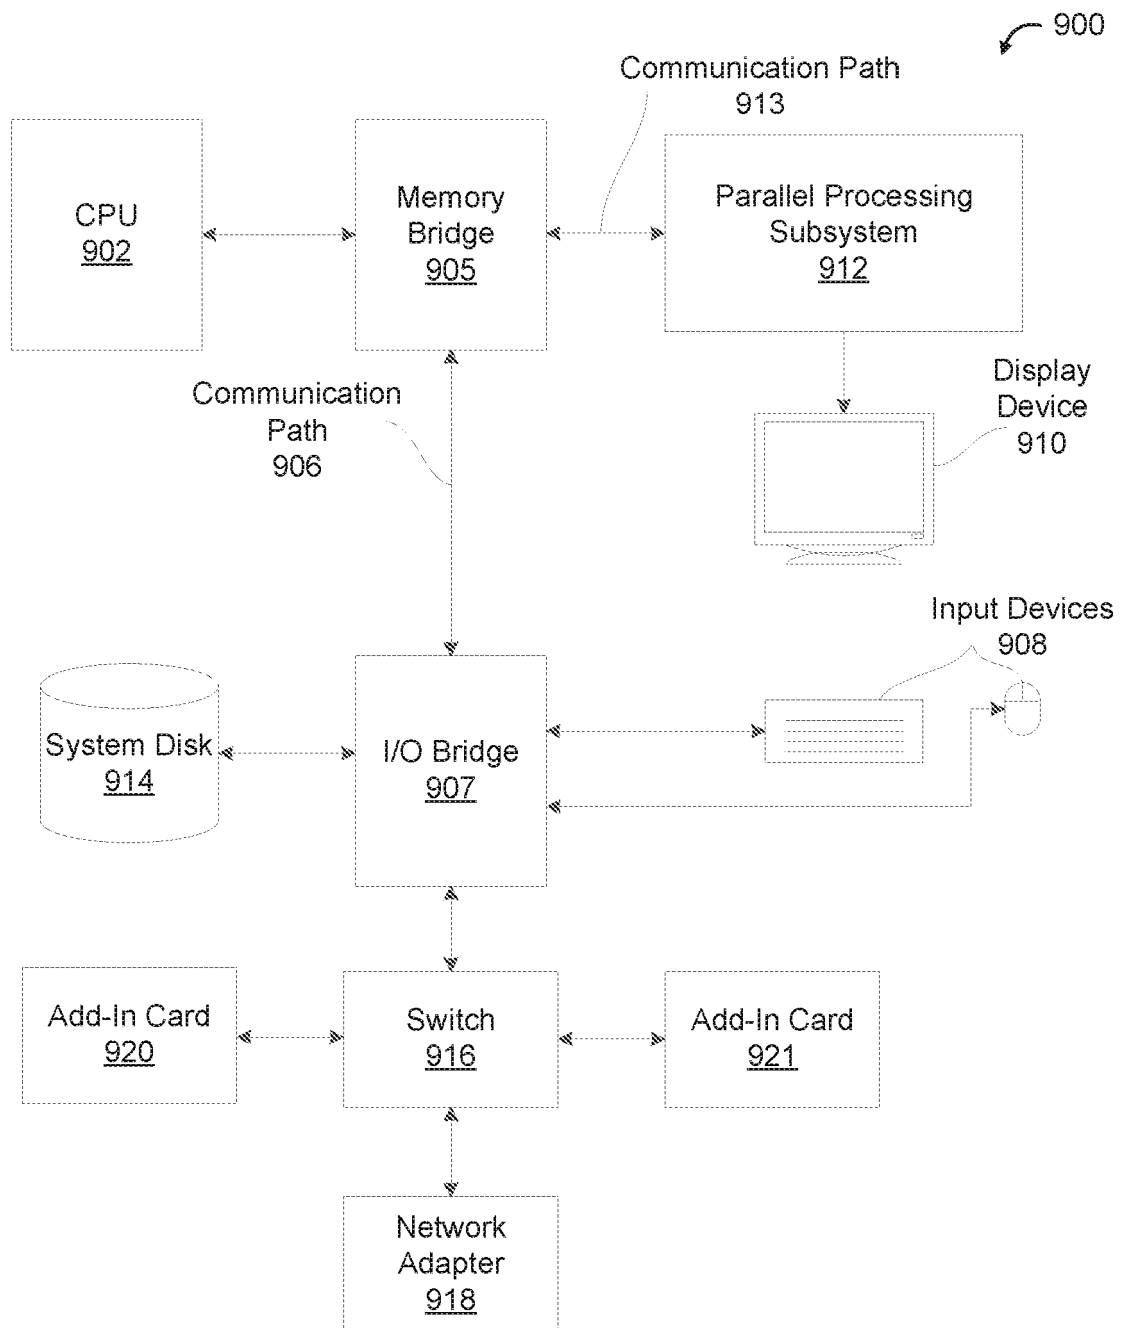 900
Communication Path
913
CPU
902
Memory
Bridge
905
Parallel Processing
Subsystem
912
Communication
Path
906
Display
Device
910
Input Devices
908
System Disk
914
I/O Bridge
907
Add-In Card
920
Switch
916
Add-In Card
921
Network
Adapter
918